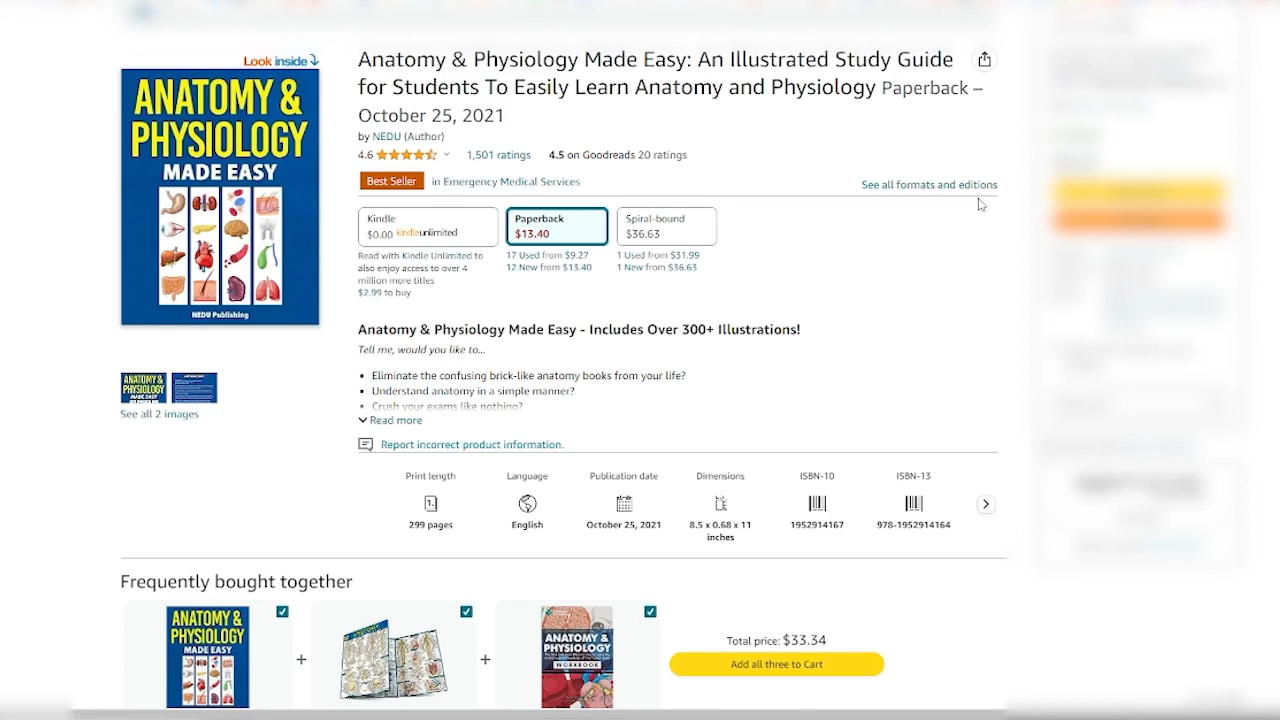 Look inside
ANATOMY &
PHYSIOLOGY
MADE EASY
NEDU Publishing
ANATOMY &
PHYSIOLOGY
See all 2 images
Anatomy & Physiology Made Easy: An Illustrated Study Guide
for Students To Easily Learn Anatomy and Physiology Paperback –
October 25, 2021
by NEDU (Author)
4.6 1,501 ratings 4.5 on Goodreads 20 ratings
Best Seller in Emergency Medical Services
See all formats and editions
Kindle
$0.00 kindleunlimited
Read with Kindle Unlimited to
also enjoy access to over 4
million more titles
$2.99 to buy
Paperback
$13.40
17 Used from $9.27
12 New from $13.40
Spiral-bound
$36.63
1 Used from $31.99
1 New from $36.63
Anatomy & Physiology Made Easy - Includes Over 300+ Illustrations!
Tell me, would you like to...
• Eliminate the confusing brick-like anatomy books from your life?
• Understand anatomy in a simple manner?
• Crush your exams like nothing?
Read more
Report incorrect product information.
Print length
299 pages
Language
English
Publication date
October 25, 2021
Dimensions
8.5 x 0.68 x 11
inches
ISBN-10
1952914167
ISBN-13
978-1952914164
Frequently bought together
ANATOMY &
PHYSIOLOGY
MADE EASY
+
+
ANATOMY &
PHYSIOLOGY
WORKBOOK
Total price: $33.34
Add all three to Cart